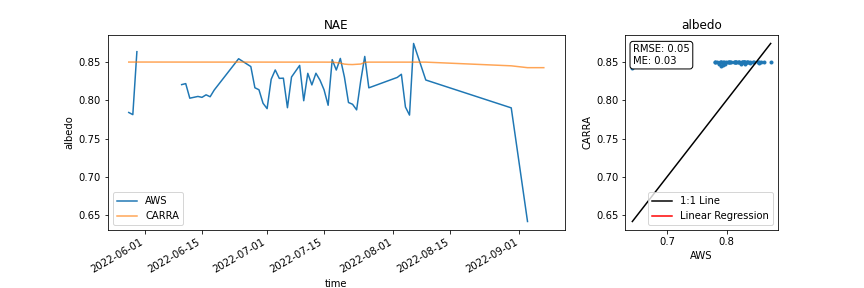 NAE
albedo
0.85
0.80
0.75
0.70
0.65
AWS
CARRA
2022-06-01
2022-06-15
2022-07-01
2022-07-15
2022-08-01
2022-08-15
2022-09-01
time
albedo
RMSE: 0.05
ME: 0.03
CARRA
0.85
0.80
0.75
0.70
0.65
1:1 Line
Linear Regression
0.7
0.8
AWS